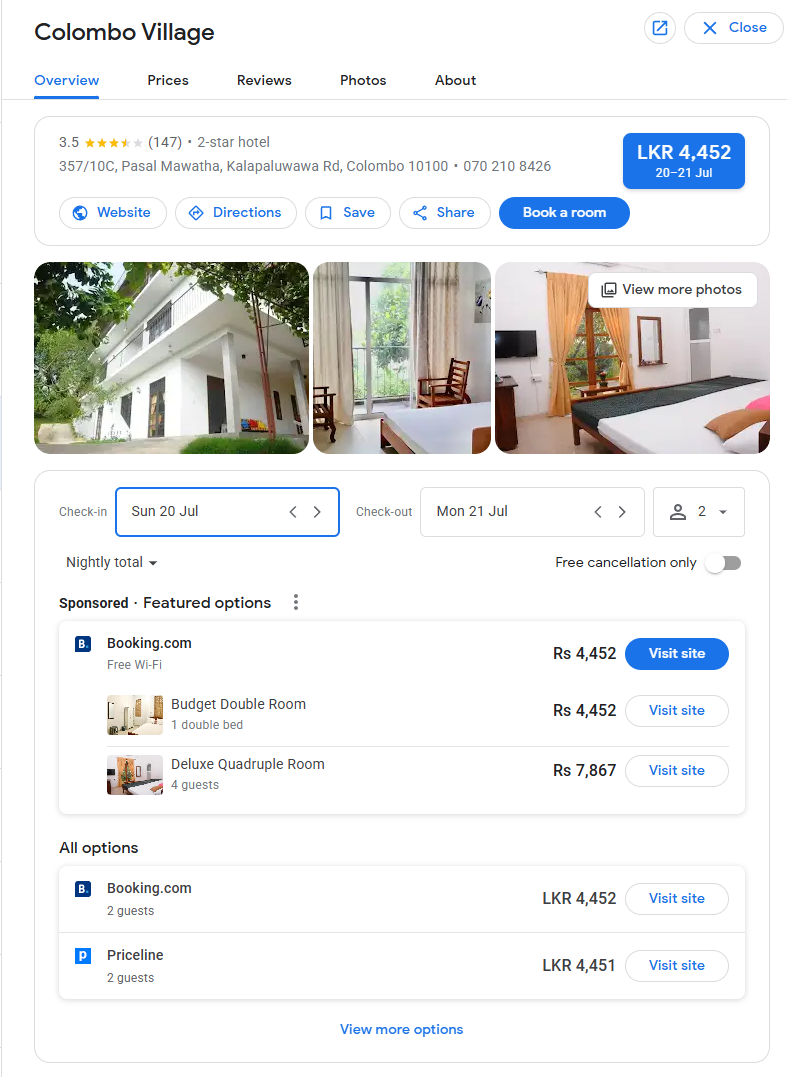 Colombo Village
Close
Overview Prices Reviews Photos About
3.5 (147) • 2-star hotel
357/10C, Pasal Mawatha, Kalapaluwawa Rd, Colombo 10100 • 070 210 8426
LKR 4,452
20–21 Jul
Website Directions Save Share Book a room
View more photos
Check-in Sun 20 Jul Check-out Mon 21 Jul 2
Nightly total Free cancellation only
Sponsored · Featured options
B. Booking.com Rs 4,452 Visit site
Free Wi-Fi
Budget Double Room Rs 4,452 Visit site
1 double bed
Deluxe Quadruple Room Rs 7,867 Visit site
4 guests
All options
B. Booking.com LKR 4,452 Visit site
2 guests
p Priceline LKR 4,451 Visit site
2 guests
View more options